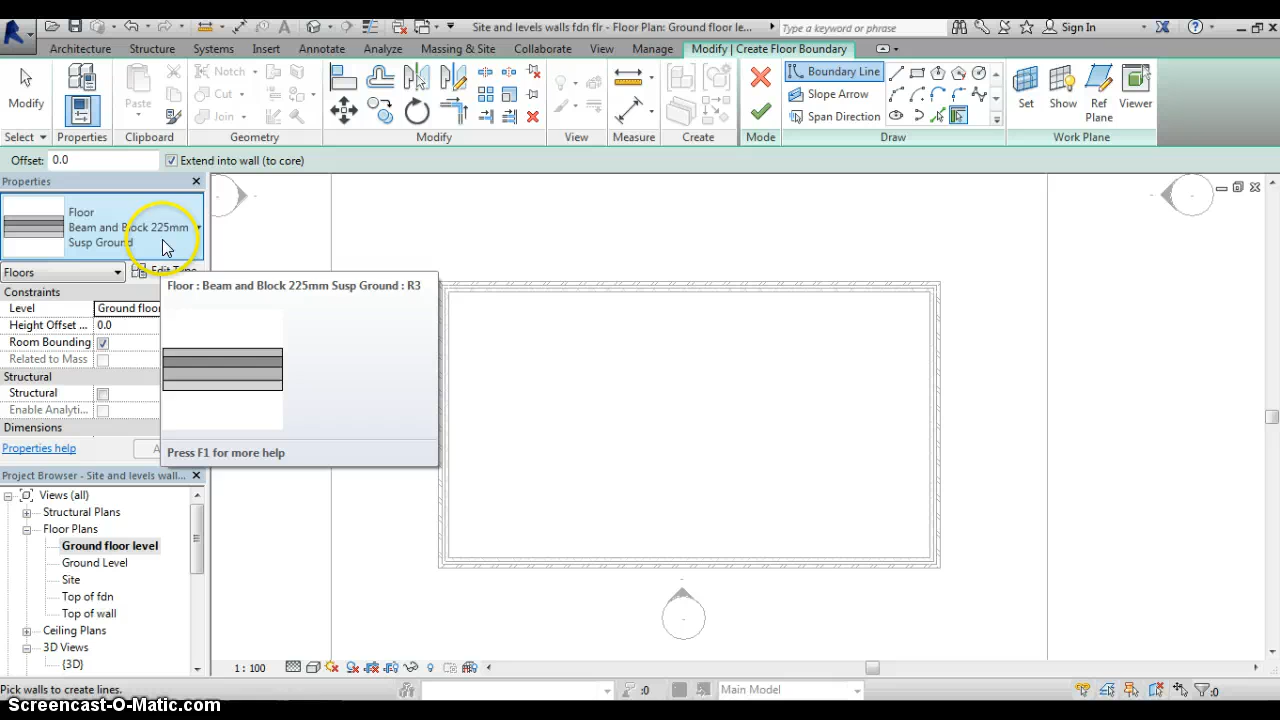 Site and levels walls fdn flr - Floor Plan: Ground floor le...
Type a keyword or phrase
Sign In
Architecture
Structure
Systems
Insert
Annotate
Analyze
Massing & Site
Collaborate
View
Manage
Modify | Create Floor Boundary
Modify
Paste
Notch
Cut
Join
Boundary Line
Slope Arrow
Span Direction
Set
Show
Ref
Plane
Viewer
Select
Properties
Clipboard
Geometry
Modify
View
Measure
Create
Mode
Draw
Work Plane
Offset: 0.0
Extend into wall (to core)
Properties
Floor
Beam and Block 225mm
Susp Ground
Floors
Floor : Beam and Block 225mm Susp Ground : R3
Constraints
Level
Ground floor
Height Offset ... 0.0
Room Bounding
Related to Mass
Structural
Structural
Enable Analyti...
Dimensions
Properties help
Press F1 for more help
Project Browser - Site and levels wall...
Views (all)
Structural Plans
Floor Plans
Ground floor level
Ground Level
Site
Top of fdn
Top of wall
Ceiling Plans
3D Views
{3D}
1 : 100
Pick walls to create lines.
:0
Main Model
:0
Screencast-O-Matic.com